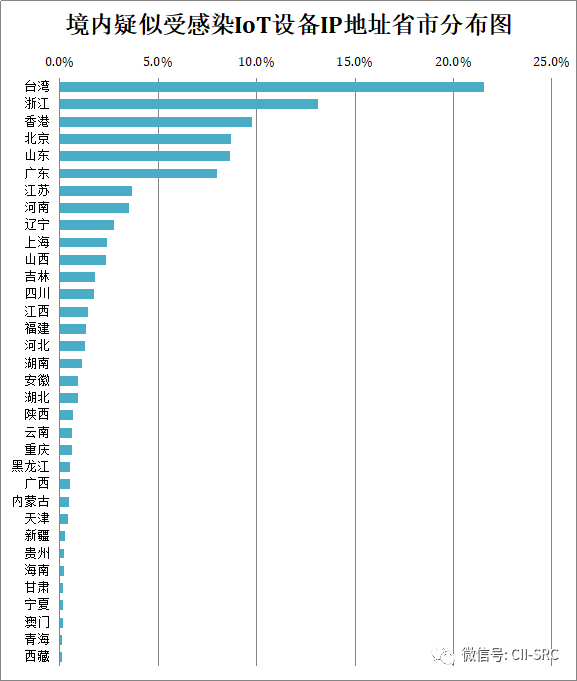 境内疑似受感染IoT设备IP地址省市分布图
0.0% 5.0% 10.0% 15.0% 20.0% 25.0%
台湾
浙江
香港
北京
山东
广东
江苏
河南
辽宁
上海
山西
吉林
四川
江西
福建
河北
湖南
安徽
湖北
陕西
云南
重庆
黑龙江
广西
内蒙古
天津
新疆
贵州
海南
甘肃
宁夏
澳门
青海
西藏
微信号: CII-SRC